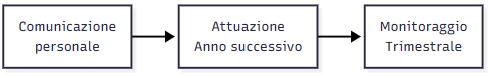 Comunicazione
personale
Attuazione
Anno successivo
Monitoraggio
Trimestrale